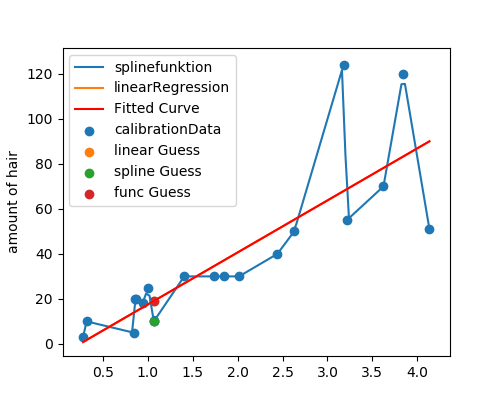 splinefunktion
linearRegression
Fitted Curve
calibrationData
linear Guess
spline Guess
func Guess
amount of hair
120
100
80
60
40
20
0
0.5 1.0 1.5 2.0 2.5 3.0 3.5 4.0